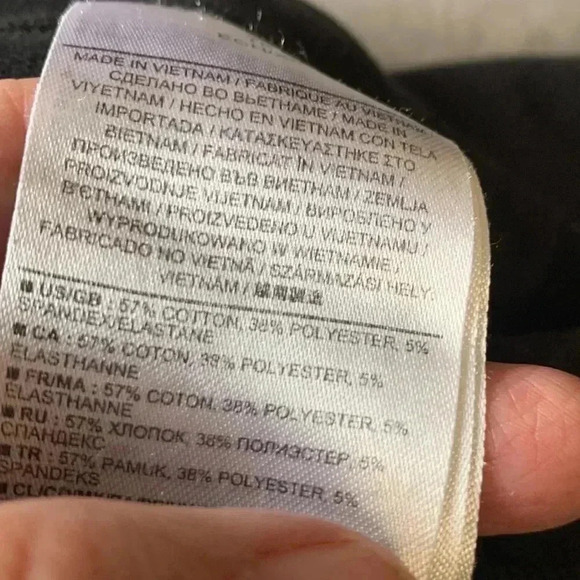 MADE IN VIETNAM / FABRIQUE AU VIETNAM
СДЕЛАНО ВО ВЬЕТНАМЕ / MADE IN
VIYETNAM / HECHO EN VIETNAM CON TELA
IMPORTADA / ΚΑΤΑΣΚΕΥΑΣΤΗΚΕ ΣΤΟ
ΒΙΕΤΝΑΜ / FABRICAT ÎN VIETNAM /
ПРОИЗВЕДЕНО ВЪВ ВИЕТНАМ / ZEMLJA
PROIZVODNJE VIJETNAM / ВИРОБЛЕНО У
В'ЄТНАМІ / PROIZVEDENO U VIJETNAMU /
WYPRODUKOWANO W WIETNAMIE /
FABRICADO NO VIETNÃ / SZÁRMAZÁSI HELY:
VIETNÁM / 越南製造
US/GB : 57% COTTON, 38% POLYESTER, 5%
SPANDEX/ELASTANE
CA : 57% COTON, 38% POLYESTER, 5%
ELASTHANNE
FR/MA : 57% COTON, 38% POLYESTER, 5%
ELASTHANNE
RU : 57% ХЛОПОК, 38% ПОЛИЭСТЕР, 5%
СПАНДЕКС
TR : 57% PAMUK, 38% POLYESTER, 5%
SPANDEKS